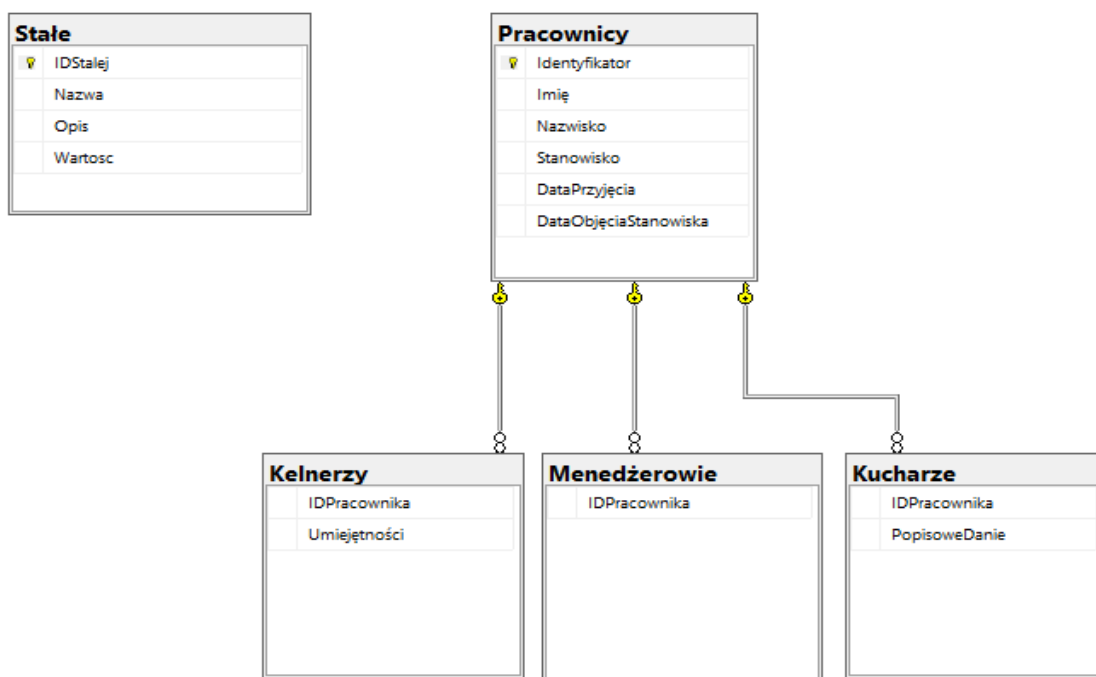 Stałe
IDStalej
Nazwa
Opis
Wartosc
Pracownicy
Identyfikator
Imię
Nazwisko
Stanowisko
DataPrzyjęcia
DataObjęciaStanowiska
Kelnerzy
IDPracownika
Umiejętności
Menedżerowie
IDPracownika
Kucharze
IDPracownika
PopisoweDanie